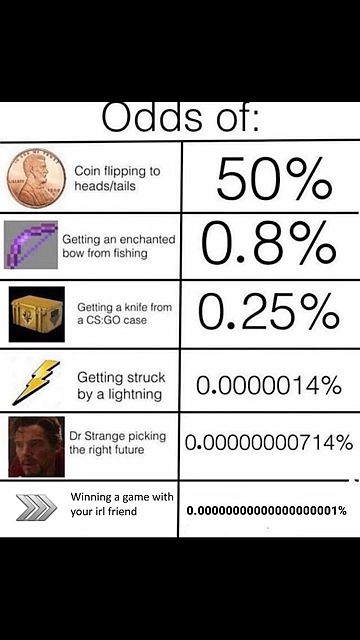 Odds of:
Coin flipping to
heads/tails
50%
Getting an enchanted
bow from fishing
0.8%
Getting a knife from
a CS:GO case
0.25%
Getting struck
by a lightning
0.0000014%
Dr Strange picking
the right future
0.00000000714%
Winning a game with
your irl friend
0.00000000000000000001%